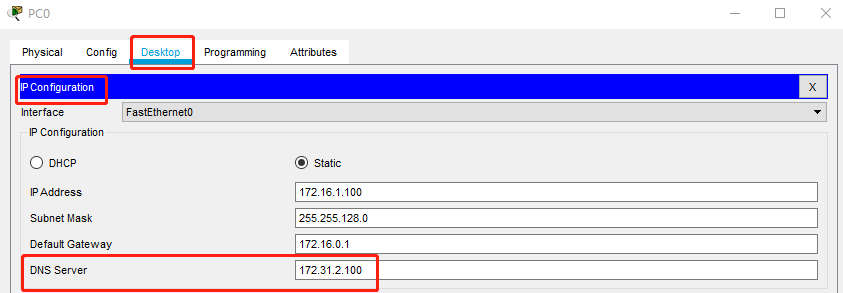 PC0
Physical Config Desktop Programming Attributes
IP Configuration X
Interface FastEthernet0
IP Configuration
DHCP Static
IP Address 172.16.1.100
Subnet Mask 255.255.128.0
Default Gateway 172.16.0.1
DNS Server 172.31.2.100